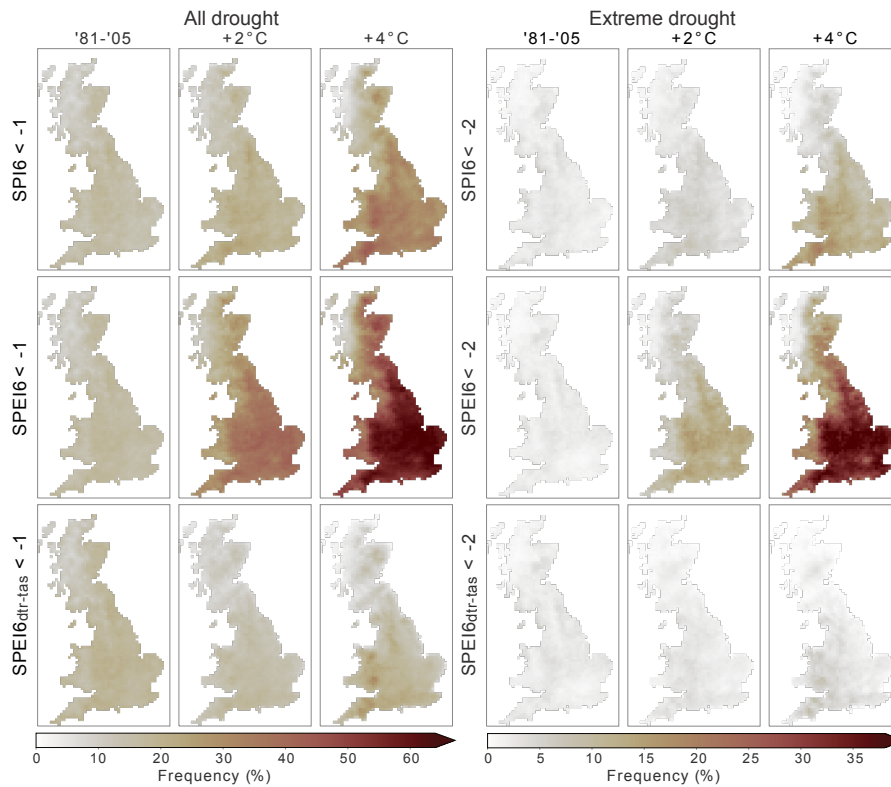 All drought
Extreme drought
'81-'05
+2°C
+4°C
'81-'05
+2°C
+4°C
SPI6 < -1
SPI6 < -2
SPEI6 < -1
SPEI6 < -2
SPEI6dtr-tas < -1
SPEI6dtr-tas < -2
0 10 20 30 40 50 60
Frequency (%)
0 5 10 15 20 25 30 35
Frequency (%)